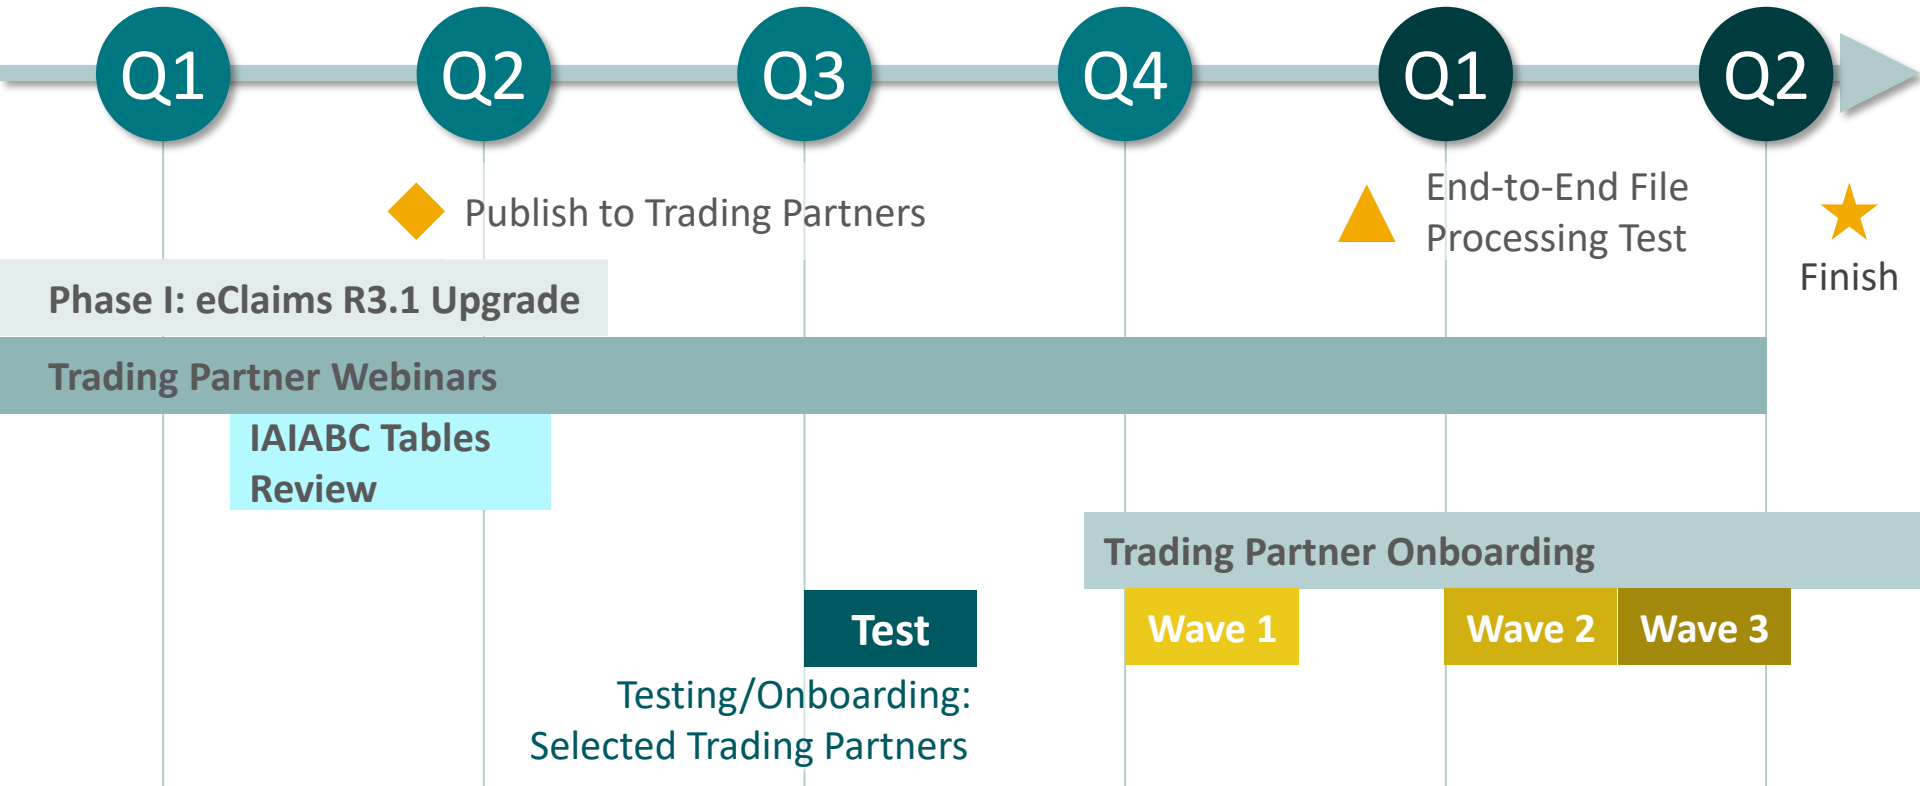 Q1
Q2
Q3
Q4
Q1
Q2
Publish to Trading Partners
End-to-End File
Processing Test
Finish
Phase I: eClaims R3.1 Upgrade
Trading Partner Webinars
IAIABC Tables
Review
Trading Partner Onboarding
Test
Wave 1
Wave 2
Wave 3
Testing/Onboarding:
Selected Trading Partners